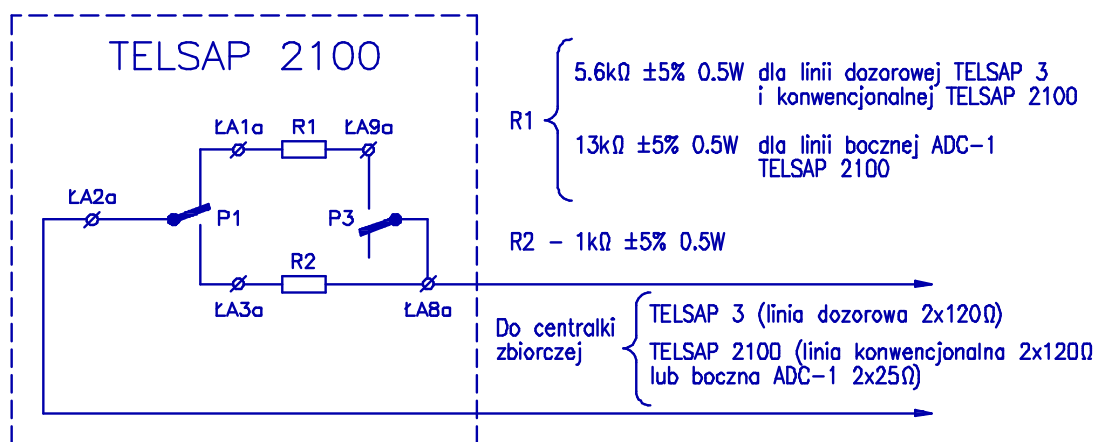 TELSAP 2100
ŁA1a
R1
ŁA9a
ŁA2a
P1
P3
R2
ŁA3a
ŁA8a
R1
5.6kΩ ±5% 0.5W dla linii dozorowej TELSAP 3
i konwencjonalnej TELSAP 2100
13kΩ ±5% 0.5W dla linii bocznej ADC-1
TELSAP 2100
R2 - 1kΩ ±5% 0.5W
Do centralki
zbiorczej
TELSAP 3 (linia dozorowa 2x120Ω)
TELSAP 2100 (linia konwencjonalna 2x120Ω
lub boczna ADC-1 2x25Ω)